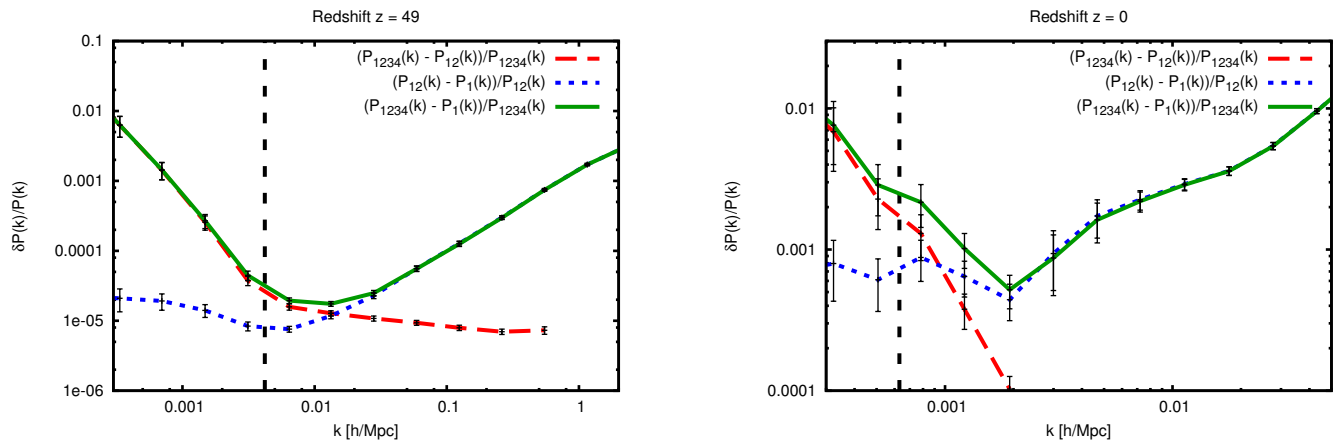 Redshift z = 49
0.1
0.01
0.001
0.0001
1e-05
1e-06
δP(k)/P(k)
(P1234(k) - P12(k))/P1234(k)
(P12(k) - P1(k))/P12(k)
(P1234(k) - P1(k))/P1234(k)
0.001
0.01
0.1
1
k [h/Mpc]
Redshift z = 0
0.01
0.001
0.0001
δP(k)/P(k)
(P1234(k) - P12(k))/P1234(k)
(P12(k) - P1(k))/P12(k)
(P1234(k) - P1(k))/P1234(k)
0.001
0.01
k [h/Mpc]